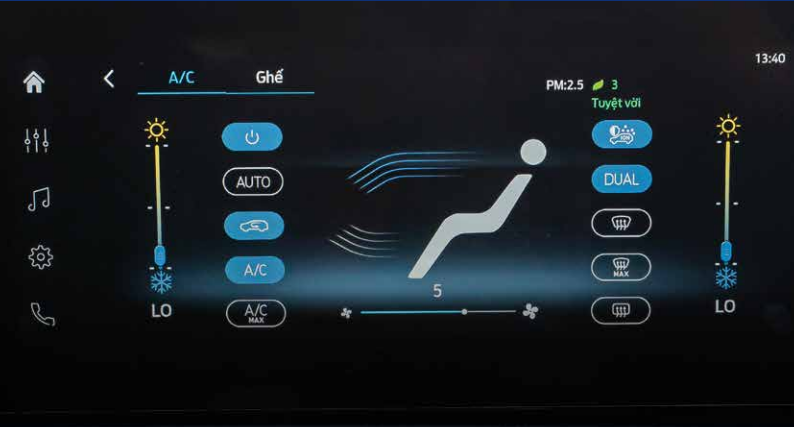 13:40
A/C Ghế
PM:2.5 3
Tuyệt vời
AUTO
DUAL
A/C
MAX
5
LO
A/C
MAX
LO